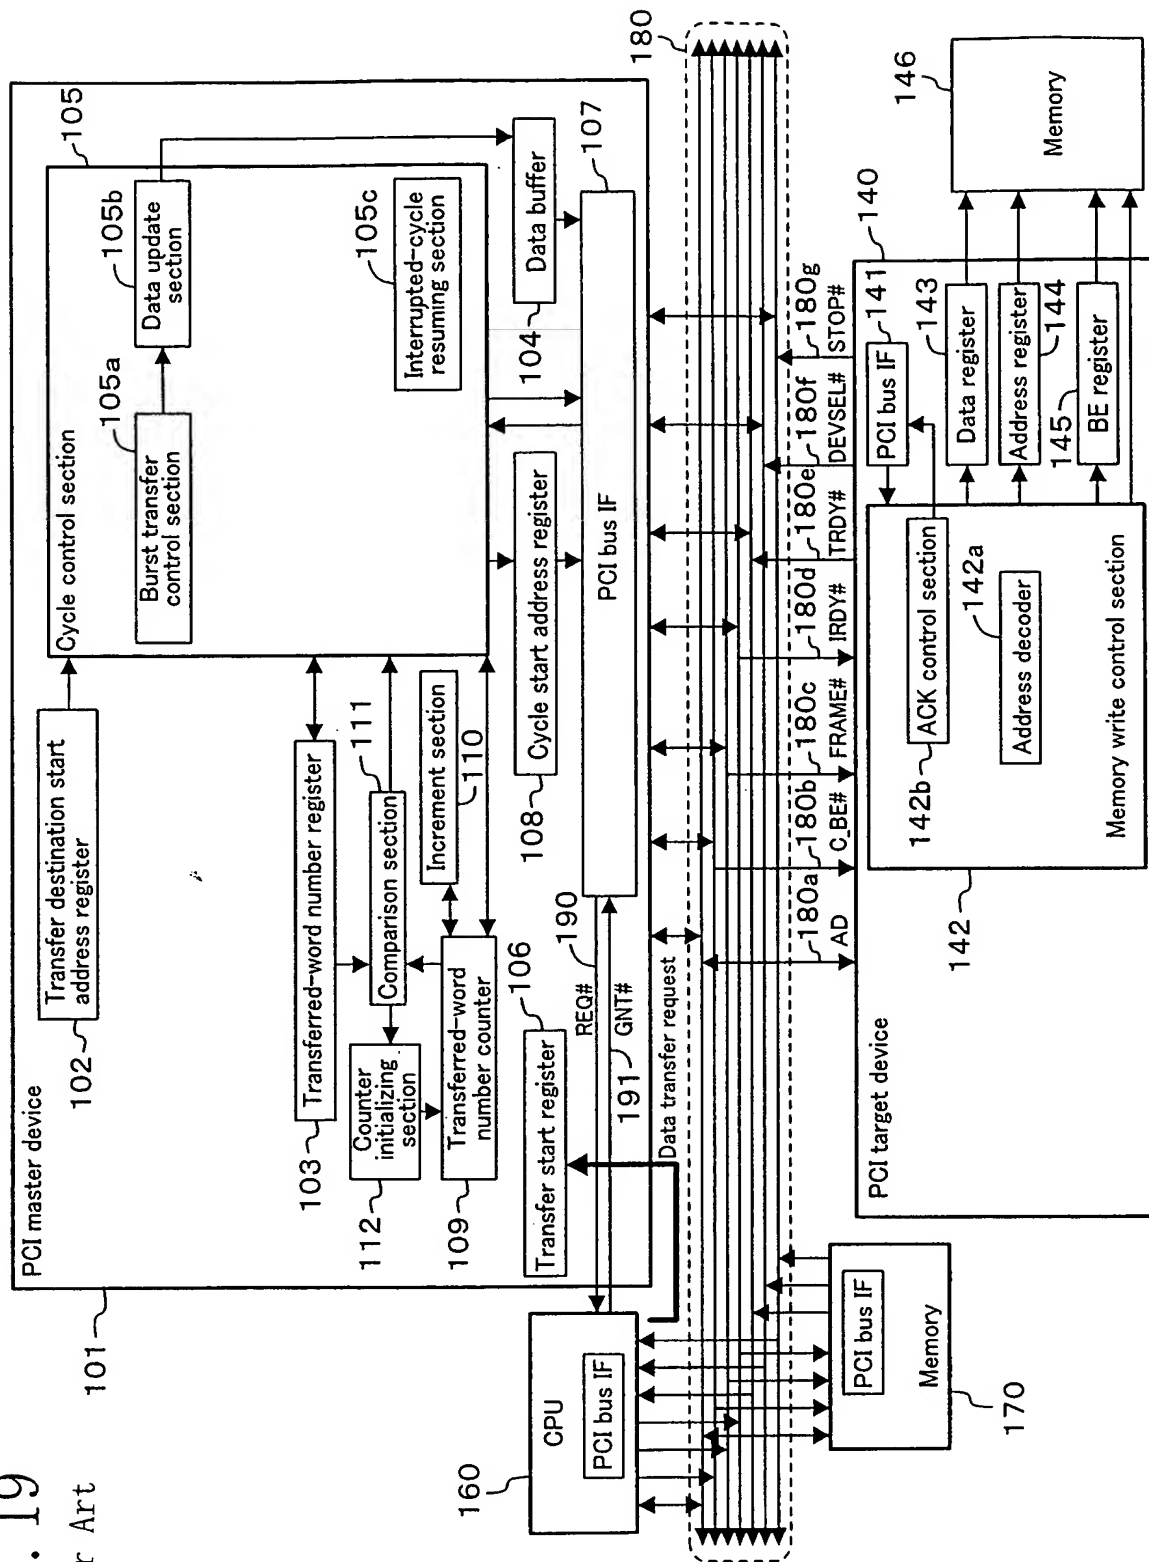 . 19
r Art
PCI master device
101
Transfer destination start
address register
102
Cycle control section
105
Burst transfer
control section
105a
Data update
section
105b
Interrupted-cycle
resuming section
105c
Transferred-word number register
103
Comparison section
111
Counter
initializing
section
112
Transferred-word
number counter
109
Increment section
110
Cycle start address register
108
Data buffer
104
Transfer start register
106
PCI bus IF
107
REQ#
190
GNT#
191
Data transfer request
180
CPU
PCI bus IF
160
PCI bus IF
Memory
170
180a
AD
180b
C_BE#
180c
FRAME#
180d
IRDY#
180e
TRDY#
180f
DEVSEL#
180g
STOP#
PCI target device
140
PCI bus IF
141
ACK control section
142b
Address decoder
142a
Memory write control section
142
Data register
143
Address register
144
BE register
145
Memory
146